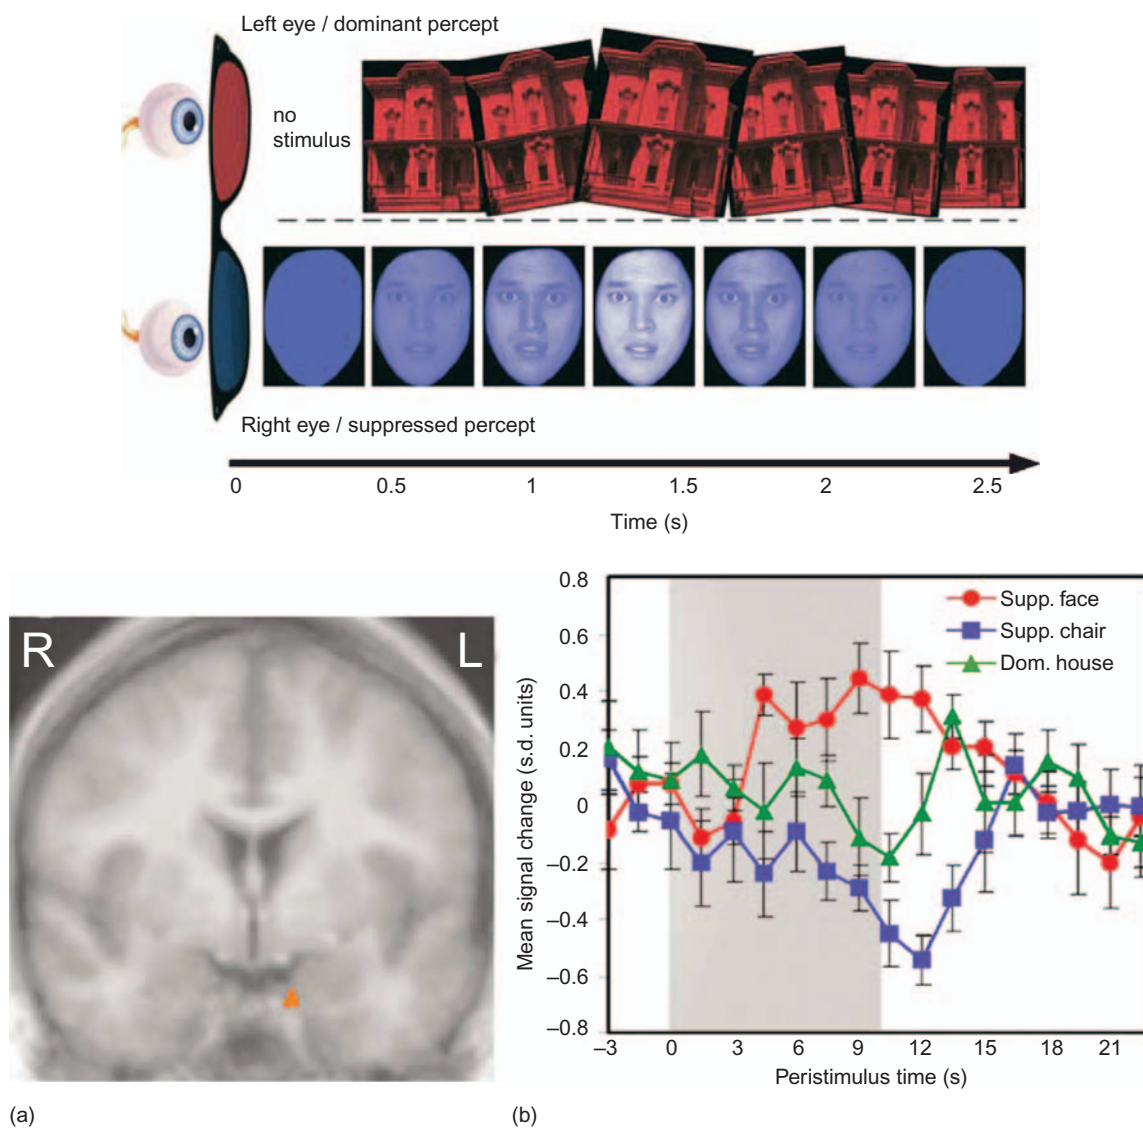 Left eye / dominant percept
no
stimulus
Right eye / suppressed percept
0 0.5 1 1.5 2 2.5
Time (s)
R L
0.8
0.6
0.4
0.2
0
–0.2
–0.4
–0.6
–0.8
Mean signal change (s.d. units)
Supp. face
Supp. chair
Dom. house
–3 0 3 6 9 12 15 18 21
Peristimulus time (s)
(a) (b)